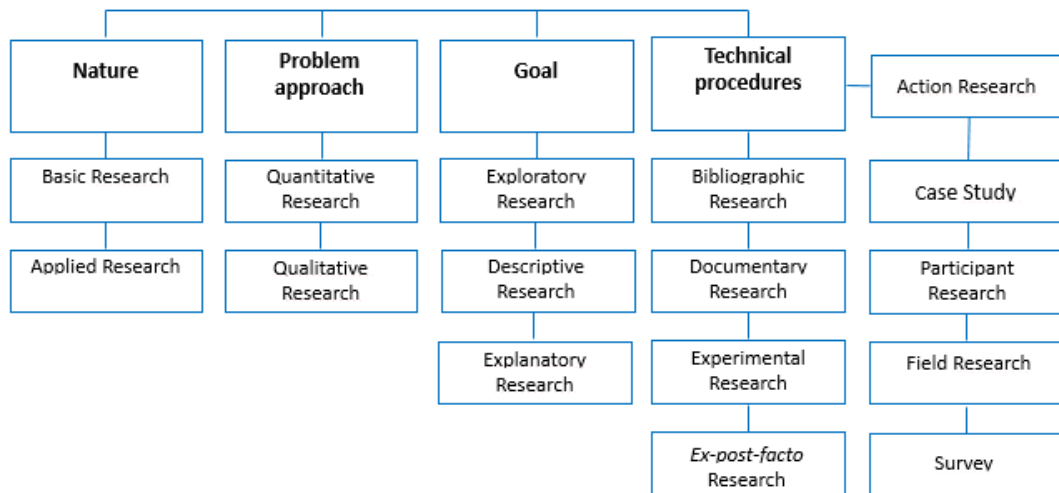 Nature
Problem
approach
Goal
Technical
procedures
Action Research
Basic Research
Quantitative
Research
Exploratory
Research
Bibliographic
Research
Case Study
Applied Research
Qualitative
Research
Descriptive
Research
Documentary
Research
Participant
Research
Explanatory
Research
Experimental
Research
Field Research
Ex-post-facto
Research
Survey